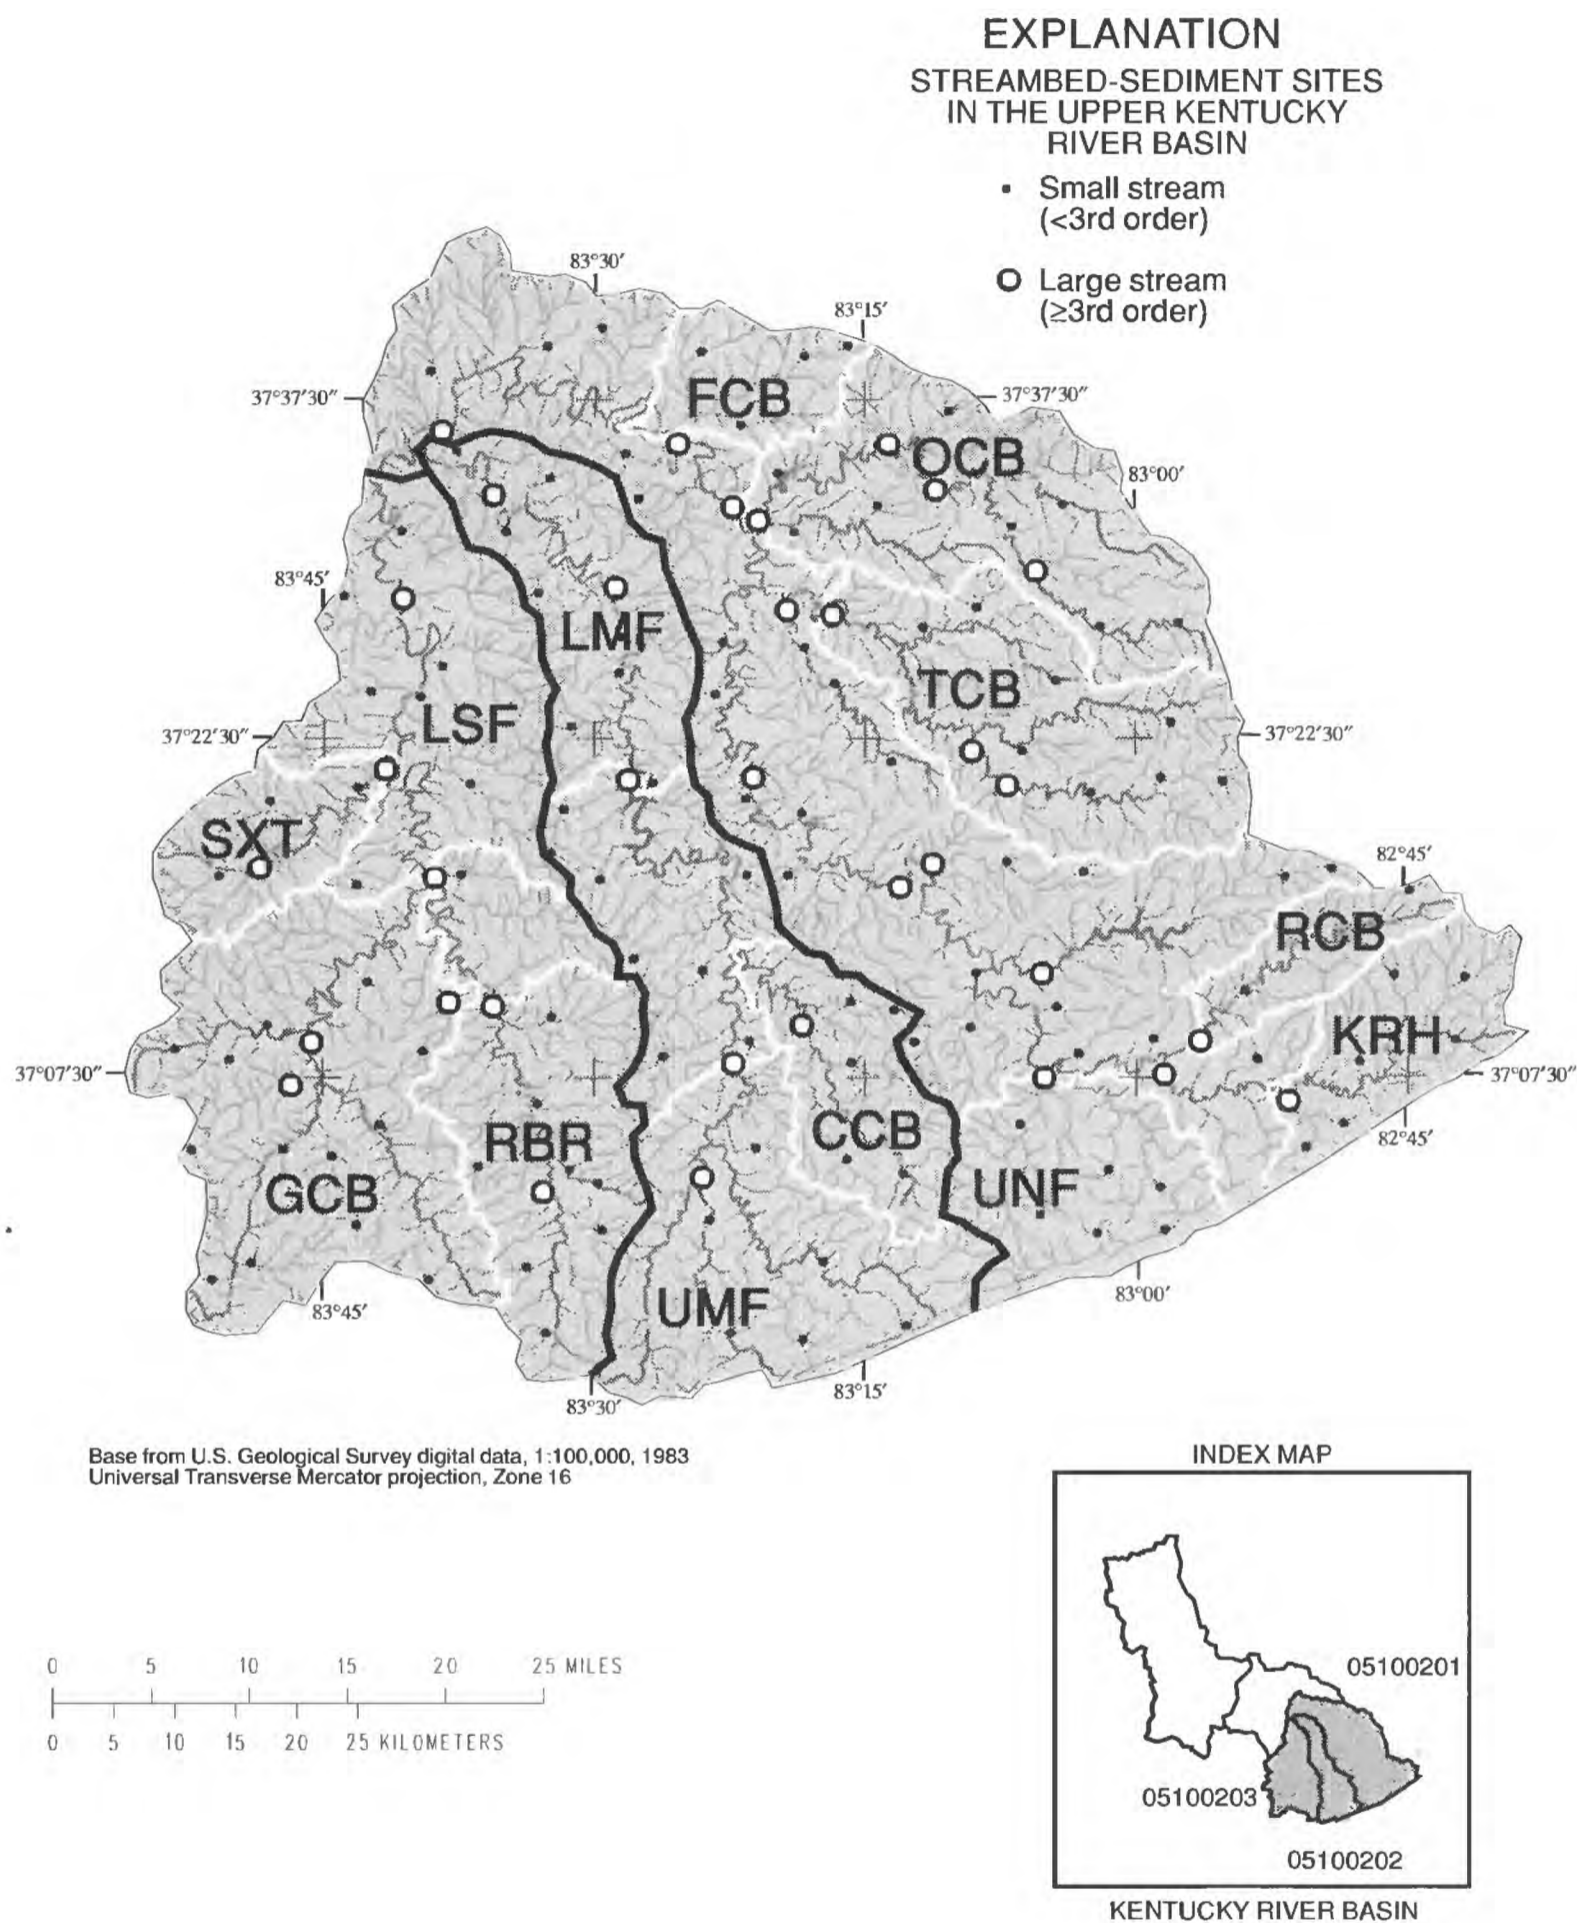 EXPLANATION
STREAMBED-SEDIMENT SITES
IN THE UPPER KENTUCKY
RIVER BASIN
Small stream
(<3rd order)
Large stream
(≥3rd order)
83°30′
83°15′
37°37′30″
FCB
37°37′30″
OCB
83°00′
83°45′
LMF
TCB
LSF
37°22′30″
37°22′30″
SXT
82°45′
RCB
KRH
37°07′30″
37°07′30″
RBR
CCB
82°45′
GCB
UNF
UMF
83°45′
83°00′
83°15′
83°30′
Base from U.S. Geological Survey digital data, 1:100,000, 1983
Universal Transverse Mercator projection, Zone 16
INDEX MAP
05100201
05100203
05100202
KENTUCKY RIVER BASIN
0 5 10 15 20 25 MILES
0 5 10 15 20 25 KILOMETERS